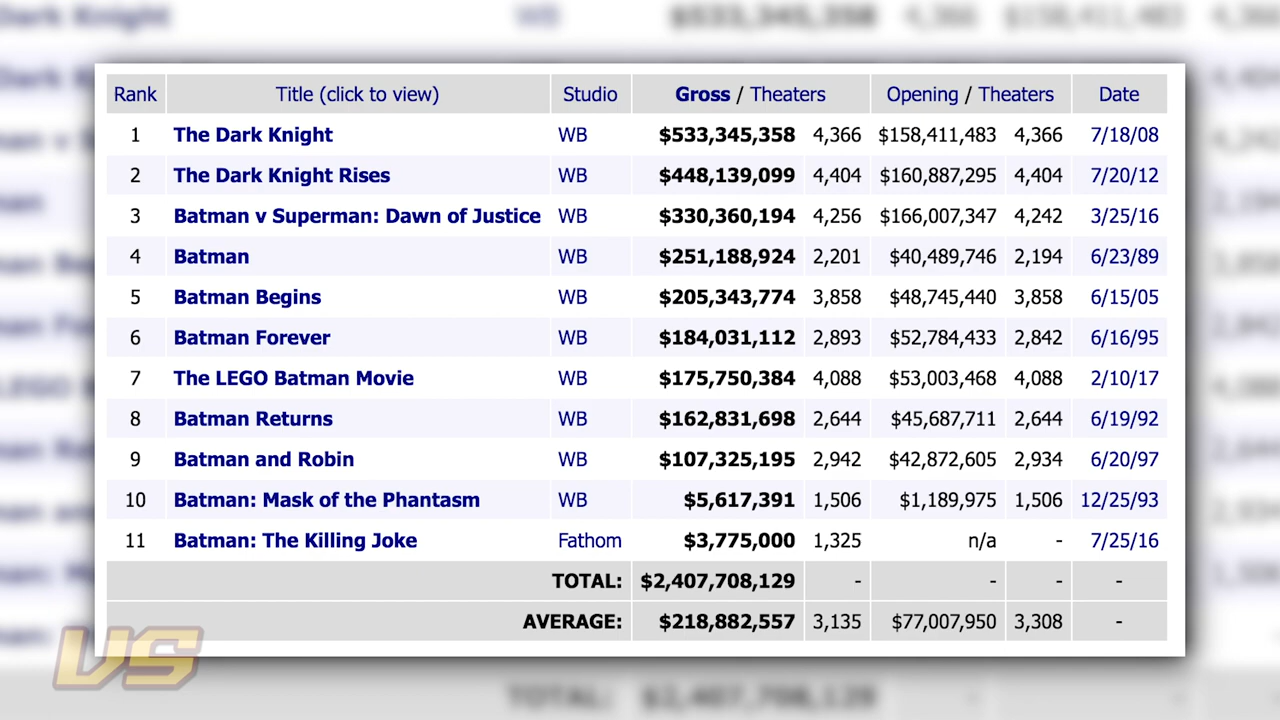 Rank Title (click to view) Studio Gross / Theaters Opening / Theaters Date
1 The Dark Knight WB $533,345,358 4,366 $158,411,483 4,366 7/18/08
2 The Dark Knight Rises WB $448,139,099 4,404 $160,887,295 4,404 7/20/12
3 Batman v Superman: Dawn of Justice WB $330,360,194 4,256 $166,007,347 4,242 3/25/16
4 Batman WB $251,188,924 2,201 $40,489,746 2,194 6/23/89
5 Batman Begins WB $205,343,774 3,858 $48,745,440 3,858 6/15/05
6 Batman Forever WB $184,031,112 2,893 $52,784,433 2,842 6/16/95
7 The LEGO Batman Movie WB $175,750,384 4,088 $53,003,468 4,088 2/10/17
8 Batman Returns WB $162,831,698 2,644 $45,687,711 2,644 6/19/92
9 Batman and Robin WB $107,325,195 2,942 $42,872,605 2,934 6/20/97
10 Batman: Mask of the Phantasm WB $5,617,391 1,506 $1,189,975 1,506 12/25/93
11 Batman: The Killing Joke Fathom $3,775,000 1,325 n/a - 7/25/16
TOTAL: $2,407,708,129 - - - -
AVERAGE: $218,882,557 3,135 $77,007,950 3,308 -
VS